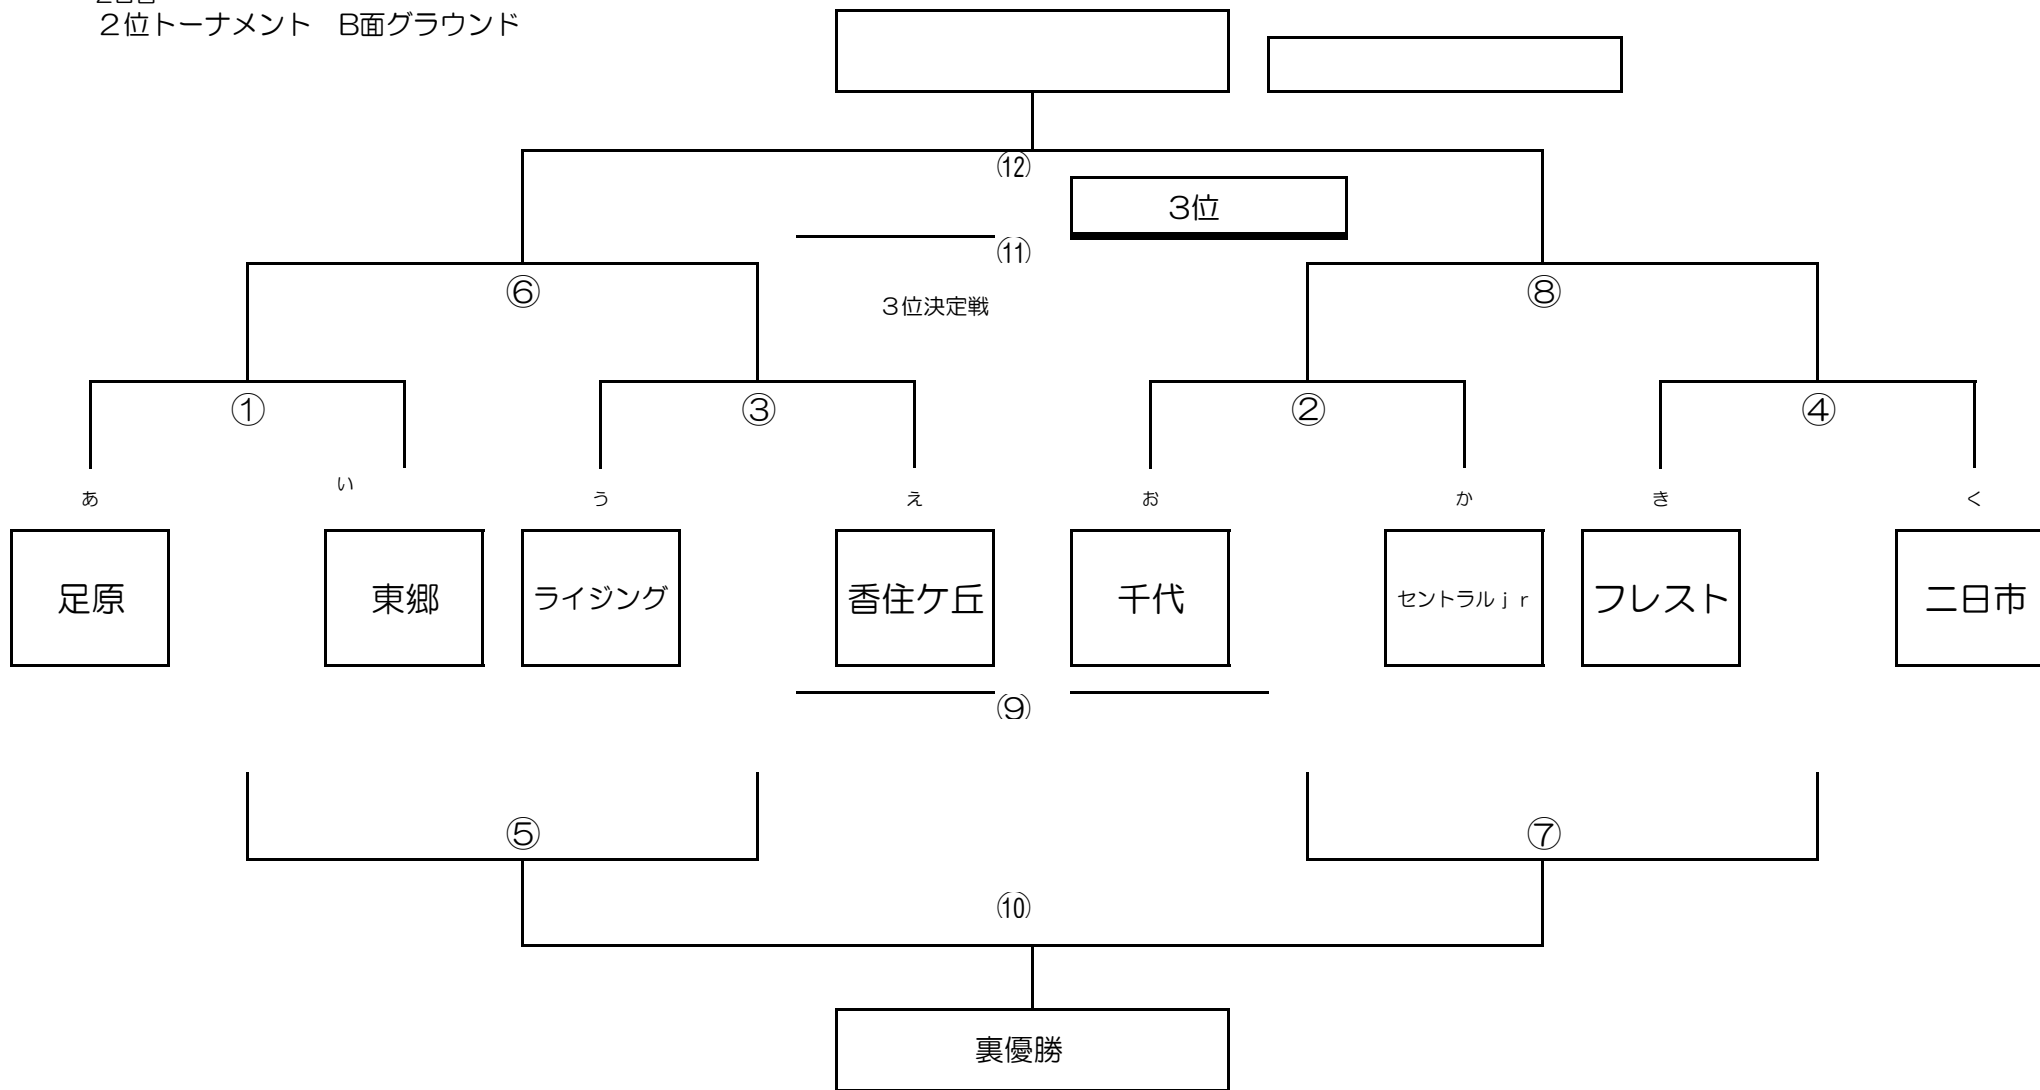 ２位トーナメント　B面グラウンド
⑫
３位
⑪
⑥
⑧
３位決定戦
①
③
②
④
あ
い
う
え
お
か
き
く
足原
東郷
ライジング
香住ケ丘
千代
セントラルｊｒ
フレスト
二日市
⑨
⑤
⑦
⑩
裏優勝